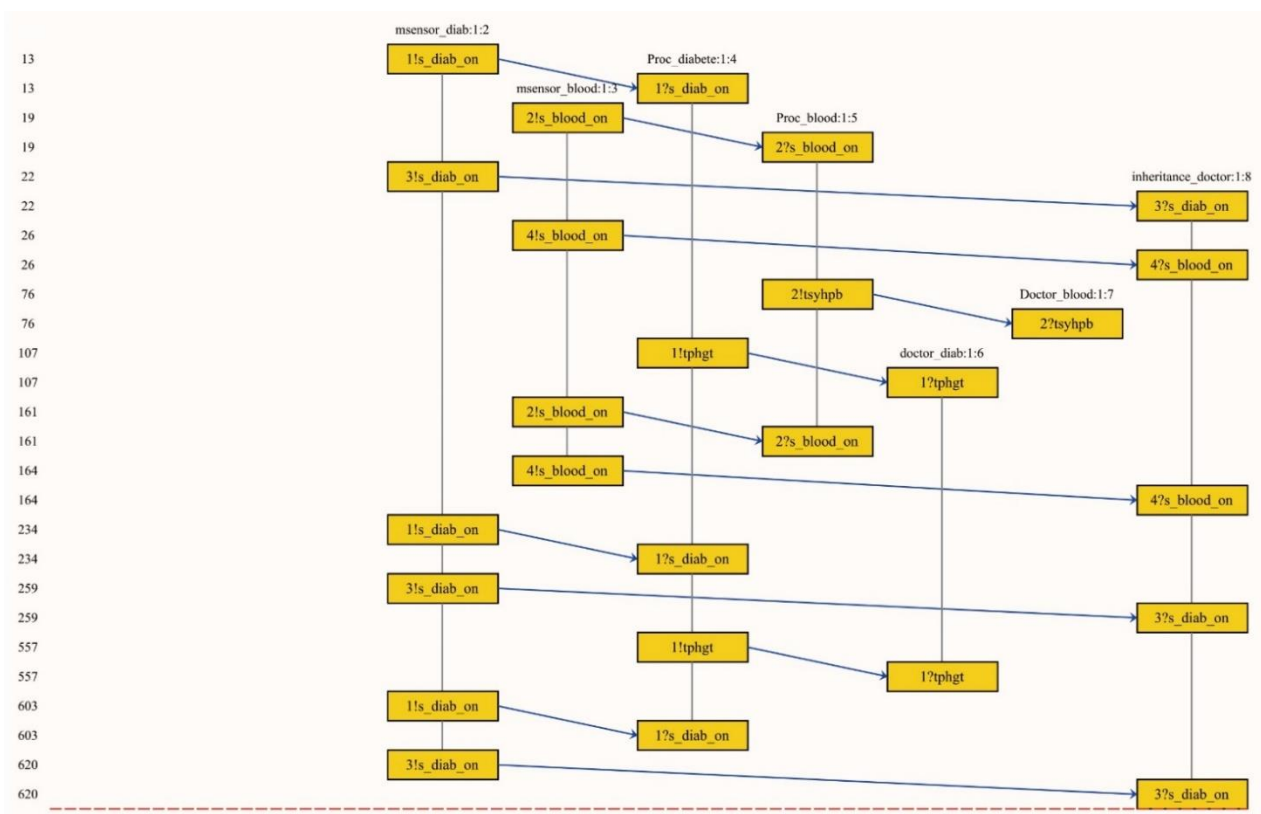 msensor_diab:1:2
13 1!s_diab_on Proc_diabete:1:4
13 msensor_blood:1:3 1?s_diab_on
19 2!s_blood_on Proc_blood:1:5
19 2?s_blood_on
22 3!s_diab_on inheritance_doctor:1:8
22 3?s_diab_on
26 4!s_blood_on
26 4?s_blood_on
76 2!tsyhpb Doctor_blood:1:7
76 2?tsyhpb
107 1!tphgt doctor_diab:1:6
107 1?tphgt
161 2!s_blood_on
161 2?s_blood_on
164 4!s_blood_on
164 4?s_blood_on
234 1!s_diab_on
234 1?s_diab_on
259 3!s_diab_on
259 3?s_diab_on
557 1!tphgt
557 1?tphgt
603 1!s_diab_on
603 1?s_diab_on
620 3!s_diab_on
620 3?s_diab_on